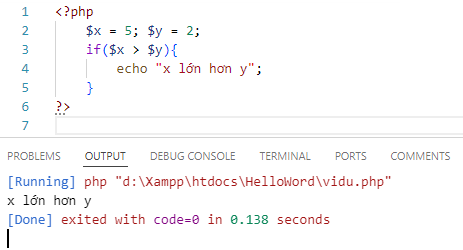 1 <?php
2 $x = 5; $y = 2;
3 if($x > $y){
4 echo "x lớn hơn y";
5 }
6 ?>
7
PROBLEMS OUTPUT DEBUG CONSOLE TERMINAL PORTS COMMENTS
[Running] php "d:\Xampp\htdocs\HelloWord\vidu.php"
x lớn hơn y
[Done] exited with code=0 in 0.138 seconds